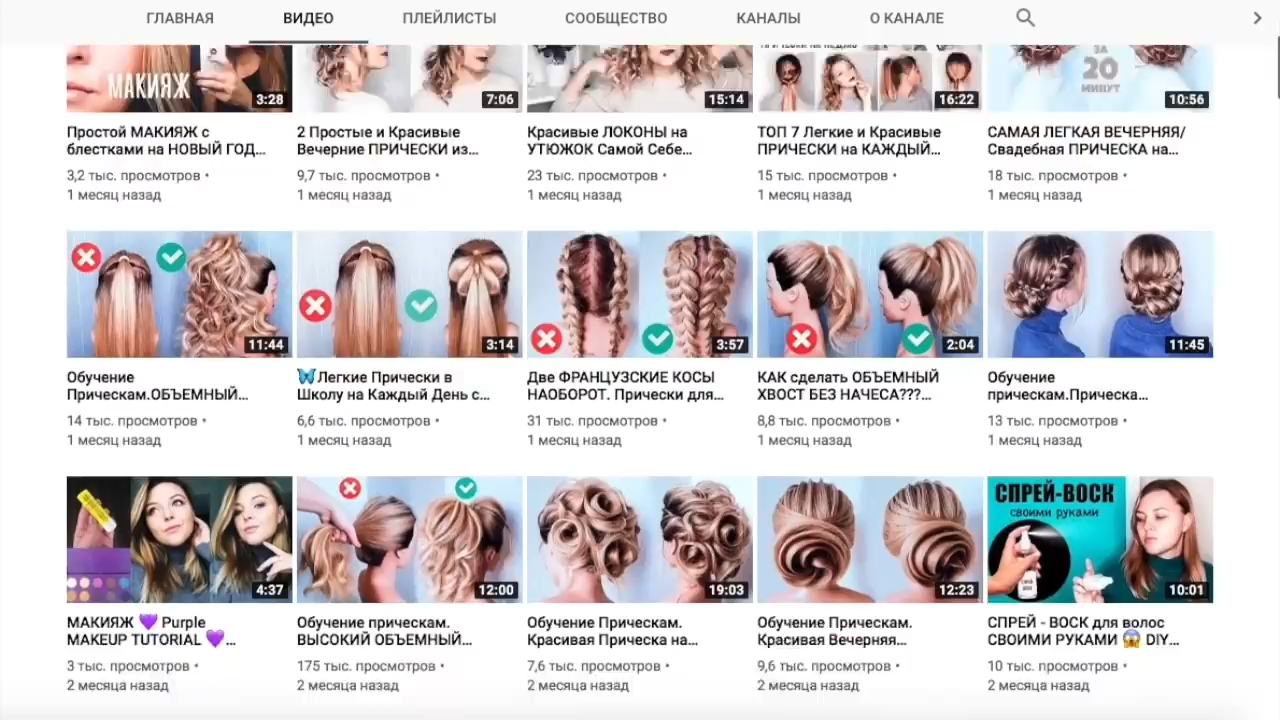 ГЛАВНАЯ ВИДЕО ПЛЕЙЛИСТЫ СООБЩЕСТВО КАНАЛЫ О КАНАЛЕ
МАКИЯЖ
ЗА
20
МИНУТ
3:28 7:06 15:14 16:22 10:56
Простой МАКИЯЖ с
блестками на НОВЫЙ ГОД...
3,2 тыс. просмотров •
1 месяц назад
2 Простые и Красивые
Вечерние ПРИЧЕСКИ из...
9,7 тыс. просмотров •
1 месяц назад
Красивые ЛОКОНЫ на
УТЮЖОК Самой Себе...
23 тыс. просмотров •
1 месяц назад
ТОП 7 Легкие и Красивые
ПРИЧЕСКИ на КАЖДЫЙ...
15 тыс. просмотров •
1 месяц назад
САМАЯ ЛЕГКАЯ ВЕЧЕРНЯЯ/
Свадебная ПРИЧЕСКА на...
18 тыс. просмотров •
1 месяц назад
11:44 3:14 3:57 2:04 11:45
Обучение
Прическам.ОБЪЕМНЫЙ...
14 тыс. просмотров •
1 месяц назад
🦋Легкие Прически в
Школу на Каждый День с...
6,6 тыс. просмотров •
1 месяц назад
Две ФРАНЦУЗСКИЕ КОСЫ
НАОБОРОТ. Прически для...
31 тыс. просмотров •
1 месяц назад
КАК сделать ОБЪЕМНЫЙ
ХВОСТ БЕЗ НАЧЕСА???...
8,8 тыс. просмотров •
1 месяц назад
Обучение
прическам.Прическа...
13 тыс. просмотров •
1 месяц назад
СПРЕЙ-ВОСК
своими руками
4:37 12:00 19:03 12:23 10:01
МАКИЯЖ 💜 Purple
MAKEUP TUTORIAL 💜...
3 тыс. просмотров •
2 месяца назад
Обучение прическам.
ВЫСОКИЙ ОБЪЕМНЫЙ...
175 тыс. просмотров •
2 месяца назад
Обучение Прическам.
Красивая Прическа на...
7,6 тыс. просмотров •
2 месяца назад
Обучение Прическам.
Красивая Вечерняя...
9,6 тыс. просмотров •
2 месяца назад
СПРЕЙ - ВОСК для волос
СВОИМИ РУКАМИ 😱 DIY...
10 тыс. просмотров •
2 месяца назад